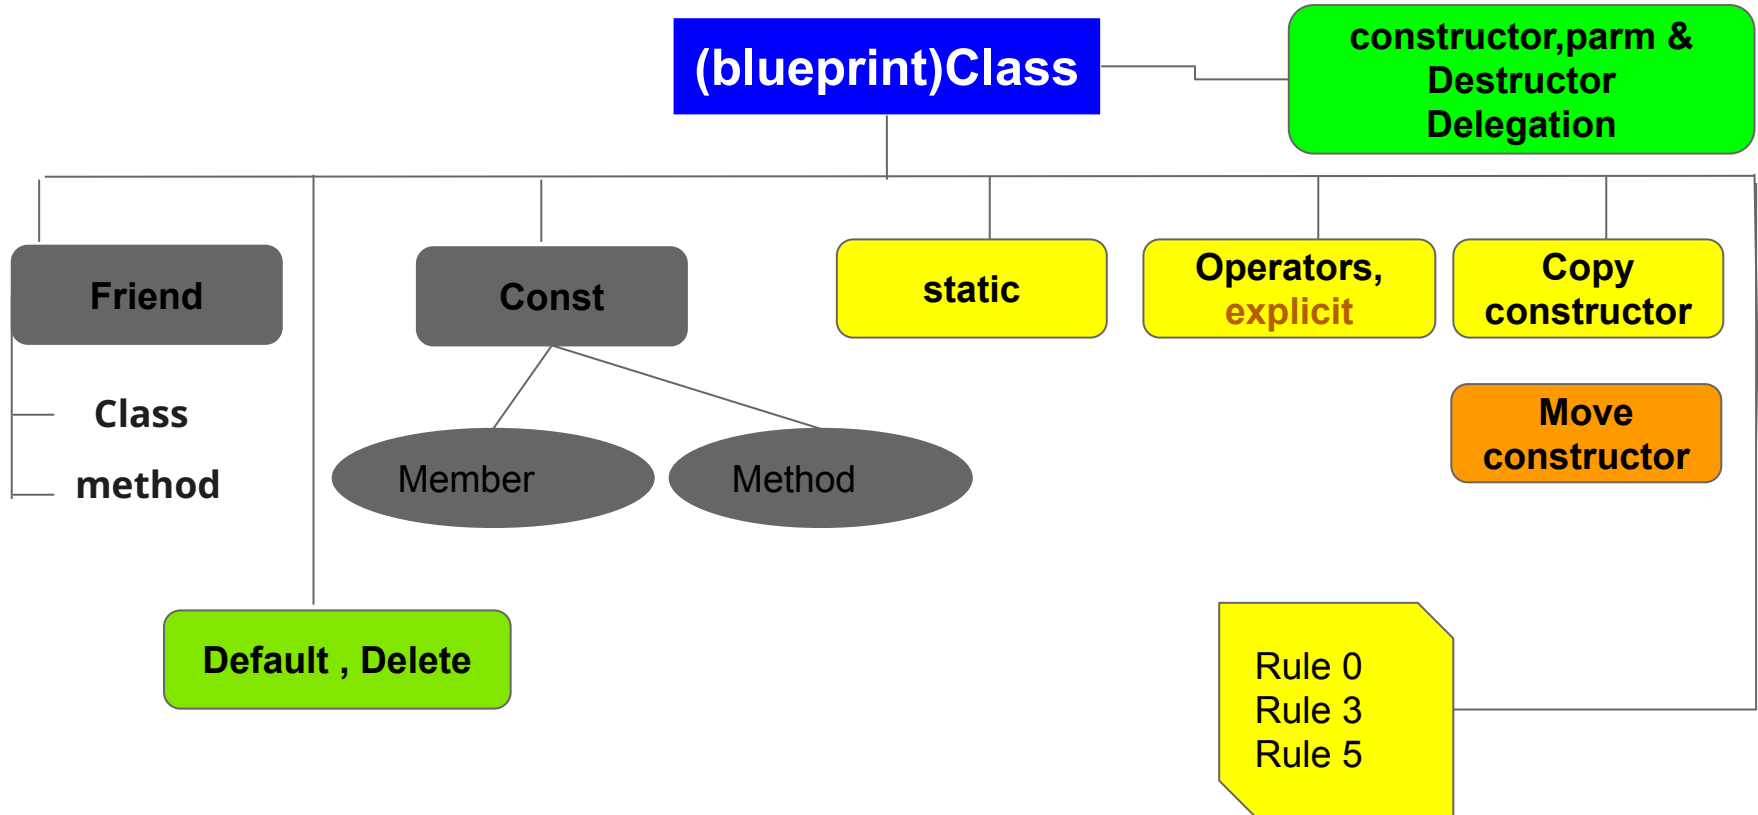 (blueprint)Class
constructor,parm &
Destructor
Delegation
Friend
Const
static
Operators,
explicit
Copy
constructor
Class
method
Member
Method
Move
constructor
Default , Delete
Rule 0
Rule 3
Rule 5